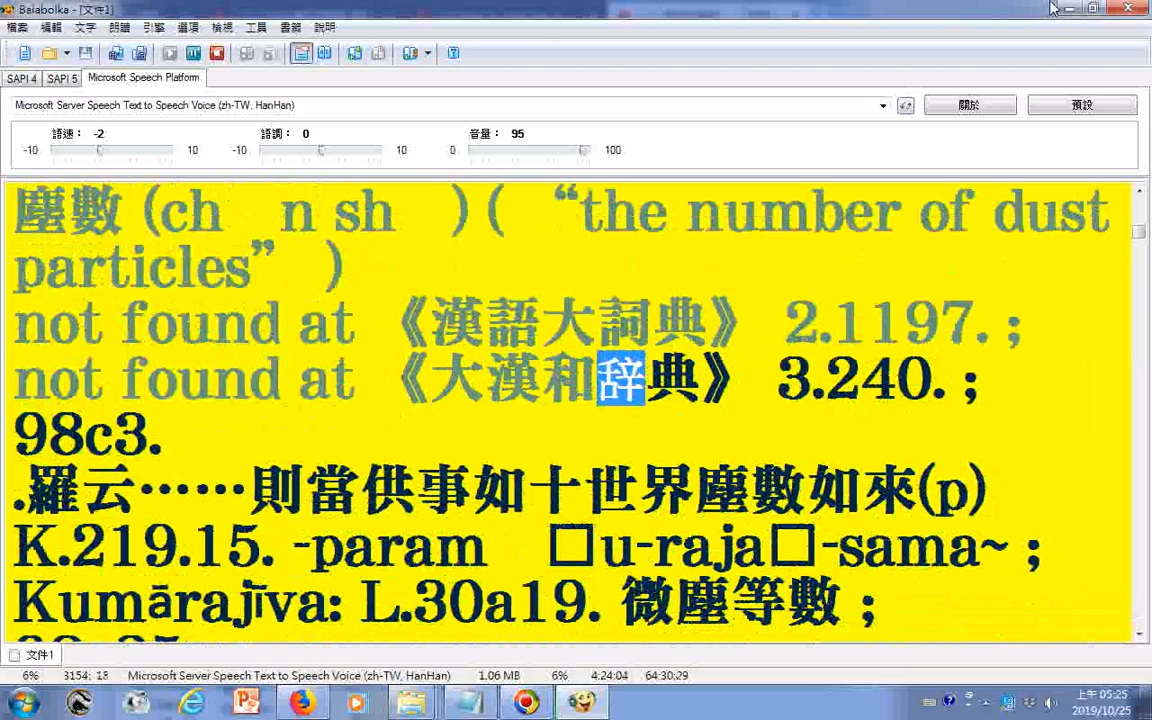 Balabolka - [文件1]
檔案 編輯 文字 朗讀 引擎 選項 檢視 工具 書籤 說明
SAPI 4 SAPI 5 Microsoft Speech Platform
Microsoft Server Speech Text to Speech Voice (zh-TW, HanHan) 關於 預設
語速： -2 語調： 0 音量： 95
-10 10 -10 10 0 100
塵數 (ch n sh )( “the number of dust
particles” )
not found at 《漢語大詞典》 2.1197. ;
not found at 《大漢和辞典》 3.240. ;
98c3.
.羅云……則當供事如十世界塵數如來(p)
K.219.15. -param □u-raja□-sama~ ;
Kumārajīva: L.30a19. 微塵等數 ;
文件1
6% 3154: 18 Microsoft Server Speech Text to Speech Voice (zh-TW, HanHan) 1.06 MB 6% 4:24:04 64:30:29
上午 05:25
2019/10/25